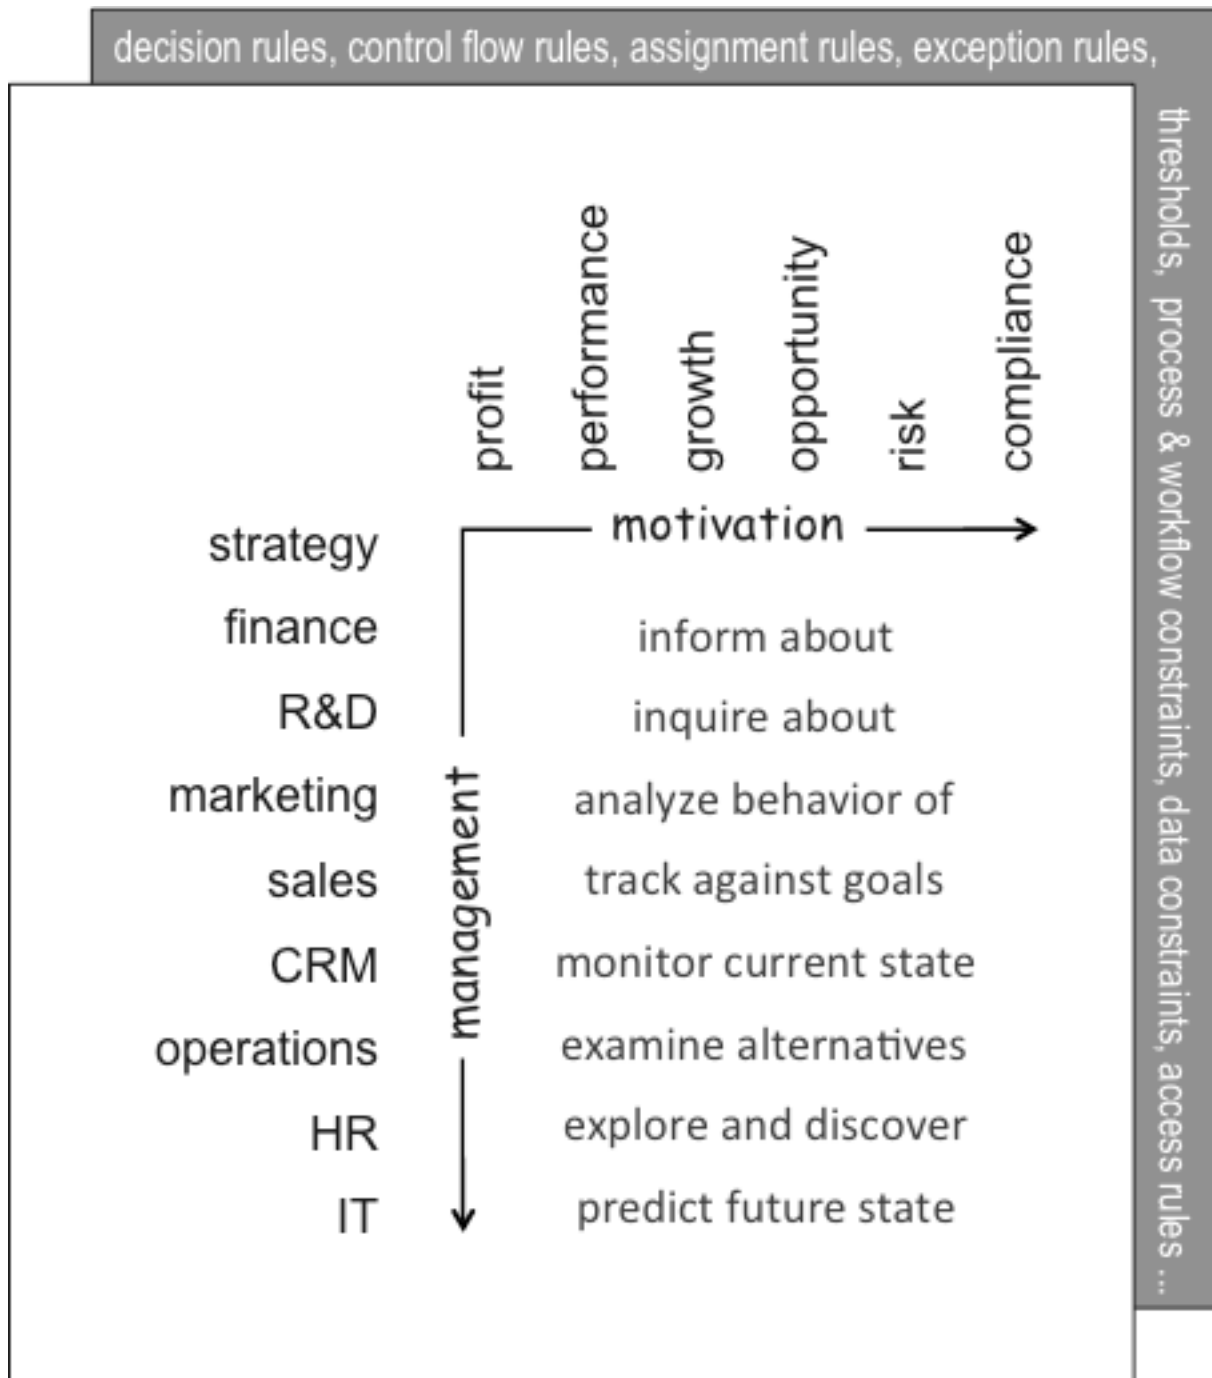 decision rules, control flow rules, assignment rules, exception rules,
thresholds, process & workflow constraints, data constraints, access rules ...
profit
performance
growth
opportunity
risk
compliance
motivation
management
strategy
finance
R&D
marketing
sales
CRM
operations
HR
IT
inform about
inquire about
analyze behavior of
track against goals
monitor current state
examine alternatives
explore and discover
predict future state